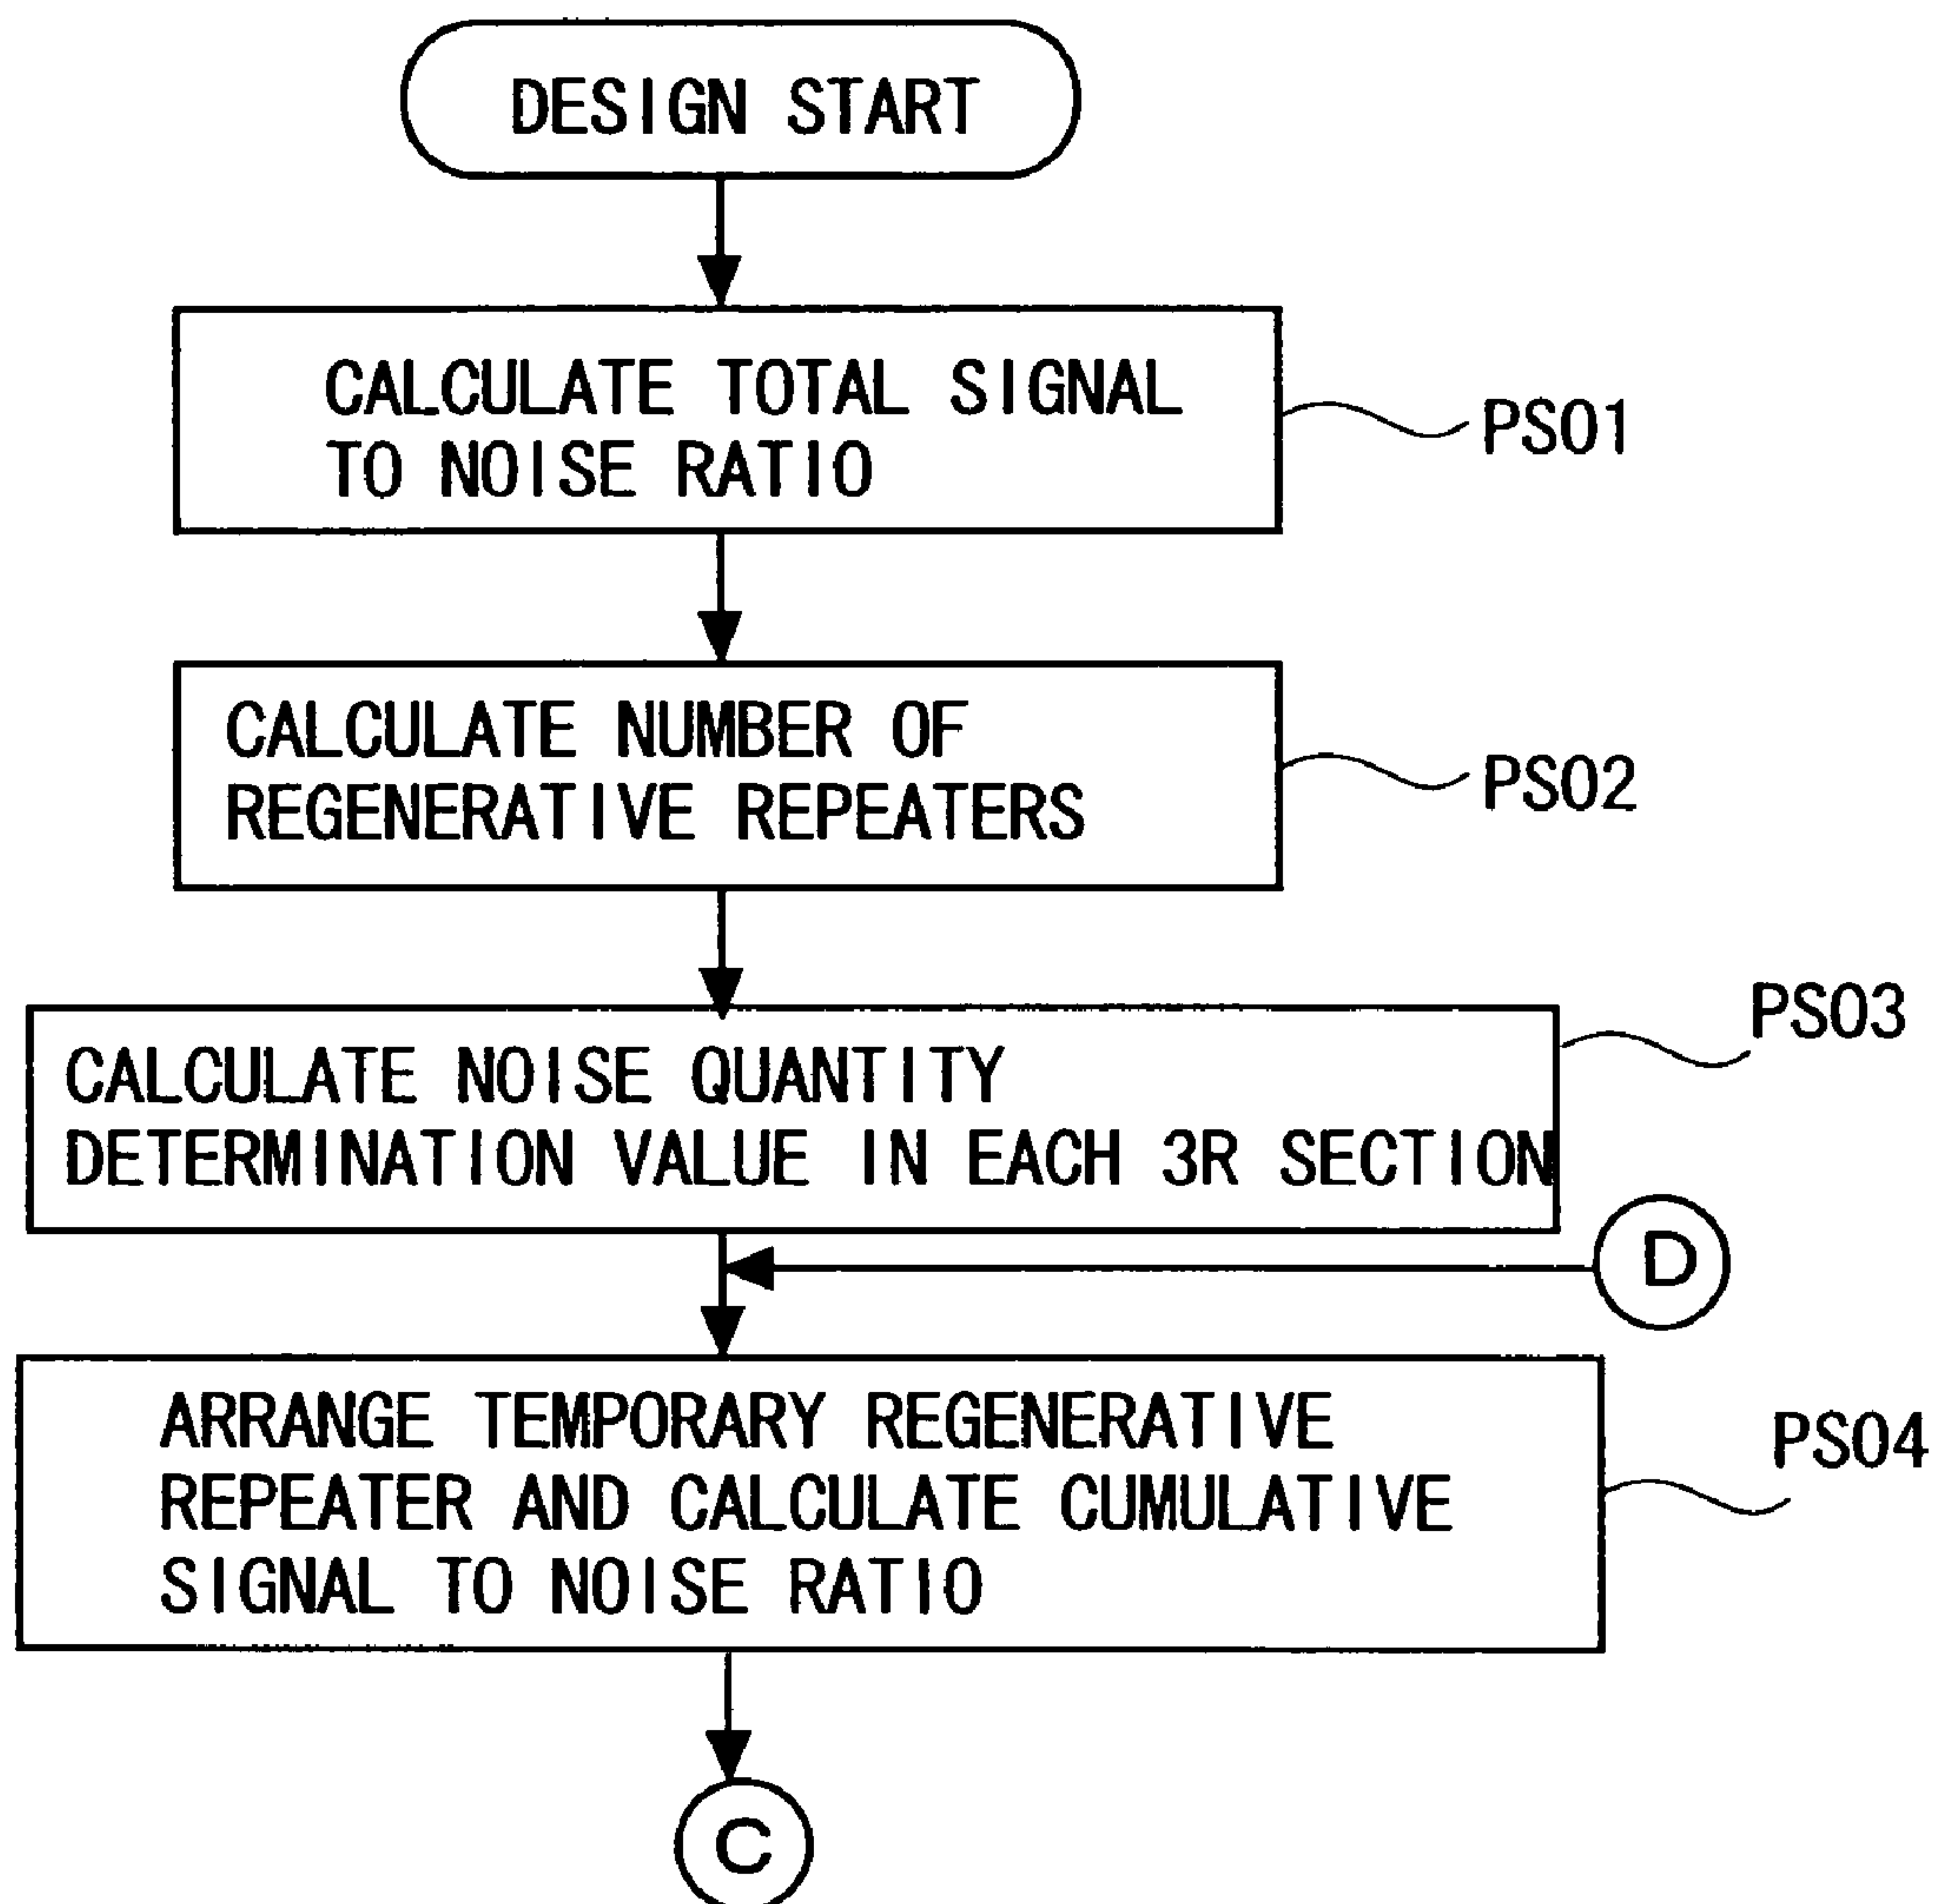 DESIGN START
CALCULATE TOTAL SIGNAL
TO NOISE RATIO
PS01
CALCULATE NUMBER OF
REGENERATIVE REPEATERS
PS02
PS03
CALCULATE NOISE QUANTITY
DETERMINATION VALUE IN EACH 3R SECTION
D
ARRANGE TEMPORARY REGENERATIVE
REPEATER AND CALCULATE CUMULATIVE
SIGNAL TO NOISE RATIO
PS04
C